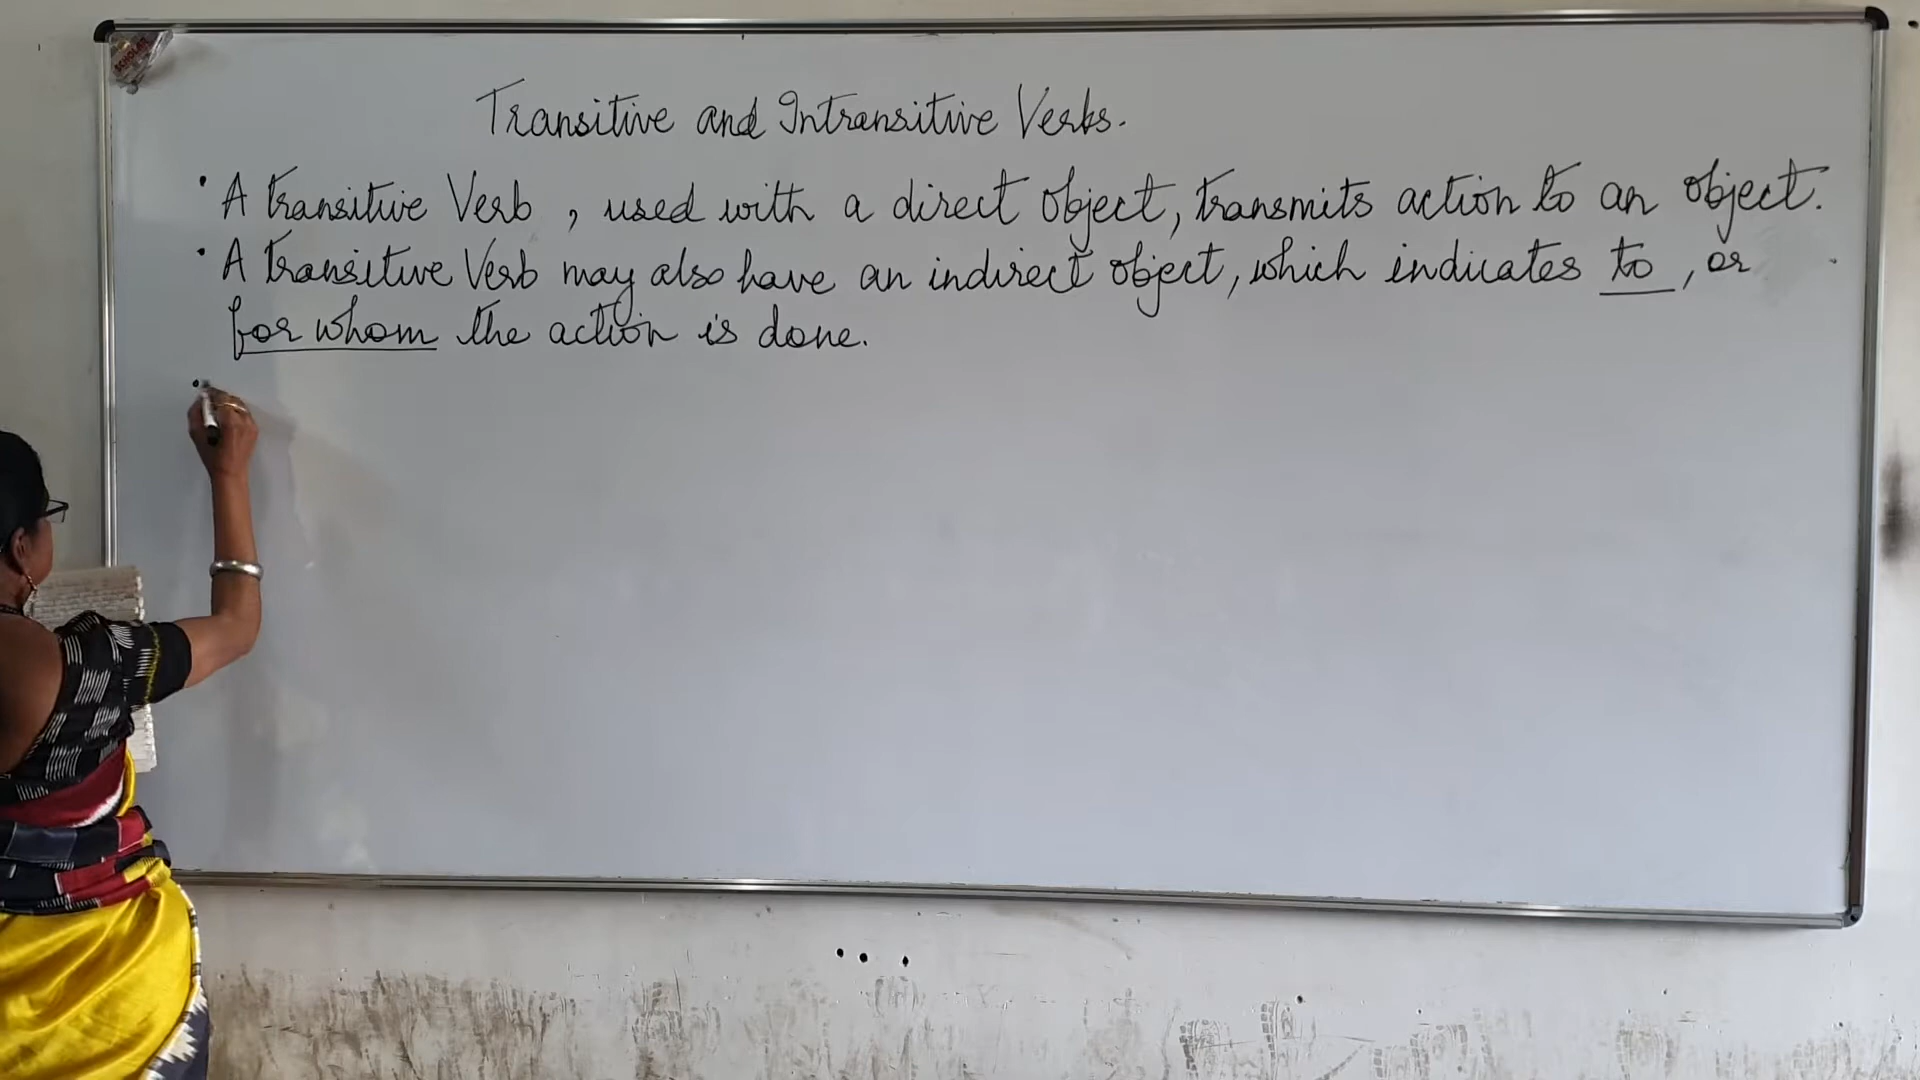 Transitive and Intransitive Verbs.
• A transitive Verb , used with a direct object, transmits action to an object.
• A transitive Verb may also have an indirect object, which indicates to , or
for whom the action is done.
•